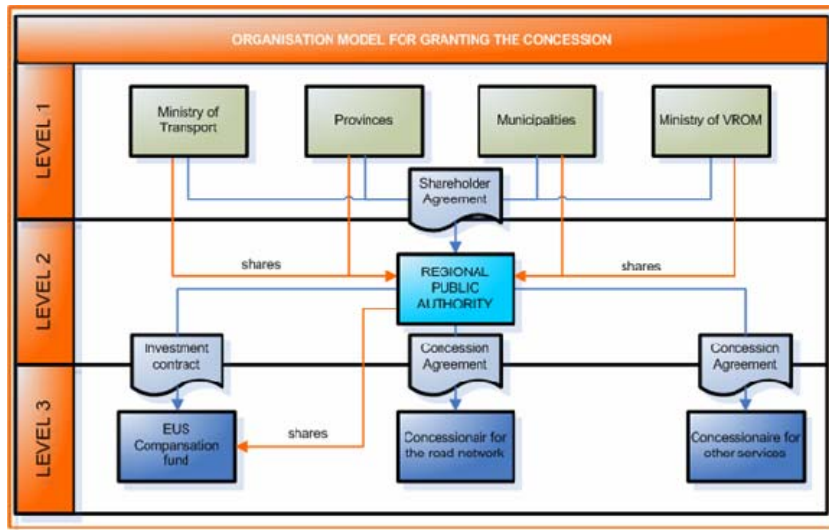 ORGANISATION MODEL FOR GRANTING THE CONCESSION
LEVEL 1
Ministry of
Transport
Provinces
Municipalities
Ministry of VROM
Shareholder
Agreement
LEVEL 2
shares
REGIONAL
PUBLIC
AUTHORITY
shares
Investment
contract
Concession
Agreement
Concession
Agreement
LEVEL 3
EUS
Compansation
fund
shares
Concessionair for
the road network
Concessionaire for
other services